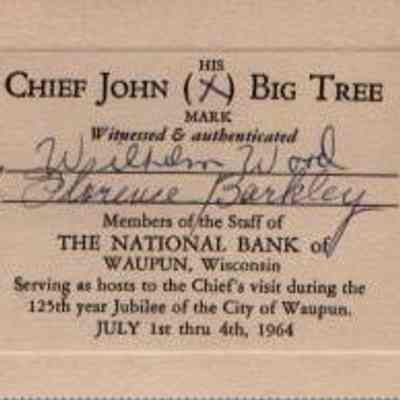 HIS
CHIEF JOHN (X) BIG TREE
MARK
Witnessed & authenticated
Wilhelm Wood
Florence Barkley
Members of the Staff of
THE NATIONAL BANK of
WAUPUN, Wisconsin
Serving as hosts to the Chief's visit during the
125th year Jubilee of the City of Waupun.
JULY 1st thru 4th, 1964